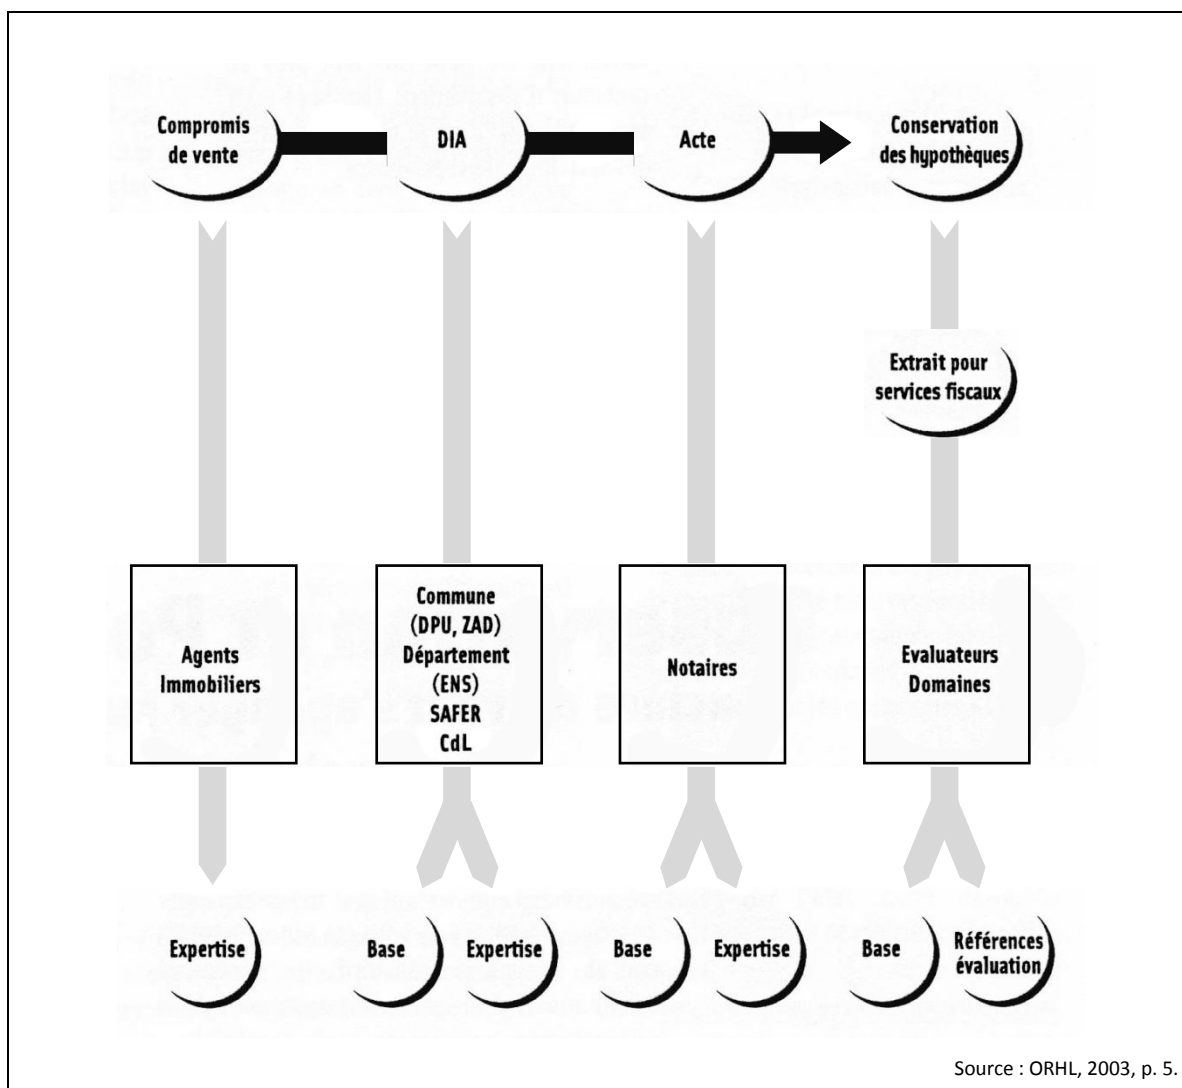 Compromis
de vente
DIA
Acte
Conservation
des hypothèques
Extrait pour
services fiscaux
Agents
Immobiliers
Commune
(DPU, ZAD)
Département
(ENS)
SAFER
CdL
Notaires
Evaluateurs
Domaines
Expertise
Base
Expertise
Base
Expertise
Base
Références
évaluation
Source : ORHL, 2003, p. 5.